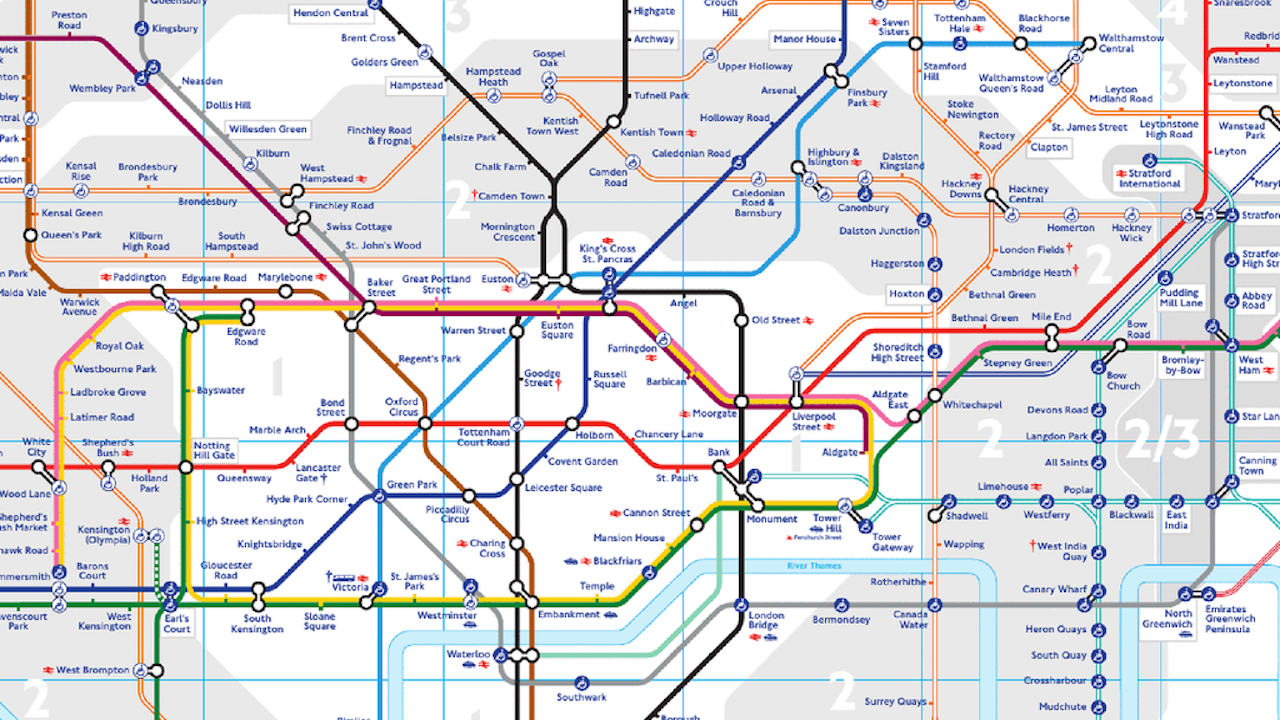 Preston
Road
Queensbury
Kingsbury
Hendon Central
Brent Cross
Golders Green
Hampstead
3
Highgate
Archway
Gospel
Oak
Hampstead
Heath
Tufnell Park
Crouch
Hill
Upper Holloway
Manor House
Seven
Sisters
Tottenham
Hale
Blackhorse
Road
Walthamstow
Central
Snaresbrook
4
3
Redbrid
Wanstead
Leytonstone
Walthamstow
Queen's Road
Leyton
Midland Road
Wembley Park
Neasden
Dollis Hill
Willesden Green
Kilburn
Finchley Road
& Frognal
Belsize Park
Chalk Farm
Kentish
Town West
Kentish Town
Arsenal
Finsbury
Park
Holloway Road
Caledonian Road
Stamford
Hill
Stoke
Newington
Rectory
Road
St. James Street
Clapton
Leytonstone
High Road
Wanstead
Park
Leyton
Kensal
Rise
Brondesbury
Park
Brondesbury
West
Hampstead
Finchley Road
2
Camden Town
Camden
Road
Caledonian
Road &
Barnsbury
Highbury &
Islington
Dalston
Kingsland
Canonbury
Dalston Junction
Hackney
Downs
Hackney
Central
Homerton
Hackney
Wick
Stratford
International
Kensal Green
Queen's Park
Kilburn
High Road
South
Hampstead
Swiss Cottage
St. John's Wood
Mornington
Crescent
King's Cross
St. Pancras
Euston
Haggerston
Hoxton
London Fields
Cambridge Heath
Bethnal Green
2
Pudding
Mill Lane
Abbey
Road
Maida Vale
Paddington
Edgware Road
Marylebone
Baker
Street
Great Portland
Street
Warwick
Avenue
Edgware
Road
Warren Street
Euston
Square
Angel
Old Street
Shoreditch
High Street
Bethnal Green
Mile End
Stepney Green
Bow
Road
Bow
Church
Bromley-
by-Bow
West
Ham
Royal Oak
Westbourne Park
Ladbroke Grove
Latimer Road
Bayswater
1
Regent's Park
Goodge
Street
Russell
Square
Farringdon
Barbican
Moorgate
Liverpool
Street
Aldgate
East
Whitechapel
Devons Road
Langdon Park
All Saints
Star Lan
White
City
Shepherd's
Bush
Holland
Park
Notting
Hill Gate
Queensway
Marble Arch
Lancaster
Gate
Bond
Street
Oxford
Circus
Tottenham
Court Road
Holborn
Covent Garden
Leicester Square
Chancery Lane
St. Paul's
Bank
1
Aldgate
2
2/3
Canning
Town
Wood Lane
Hyde Park Corner
Green Park
Piccadilly
Circus
Cannon Street
Monument
Tower
Hill
Fenchurch Street
Tower
Gateway
Shadwell
Limehouse
Westferry
Poplar
Blackwall
East
India
Kensington
(Olympia)
High Street Kensington
Knightsbridge
Gloucester
Road
Charing
Cross
Mansion House
Blackfriars
Temple
River Thames
Wapping
Rotherhithe
West India
Quay
Canary Wharf
Barons
Court
West
Kensington
Earl's
Court
South
Kensington
Sloane
Square
Victoria
St. James's
Park
Westminster
Embankment
London
Bridge
Bermondsey
Canada
Water
Heron Quays
North
Greenwich
Emirates
Greenwich
Peninsula
West Brompton
2
Waterloo
Southwark
Borough
1
2
Surrey Quays
South Quay
Crossharbour
Mudchute